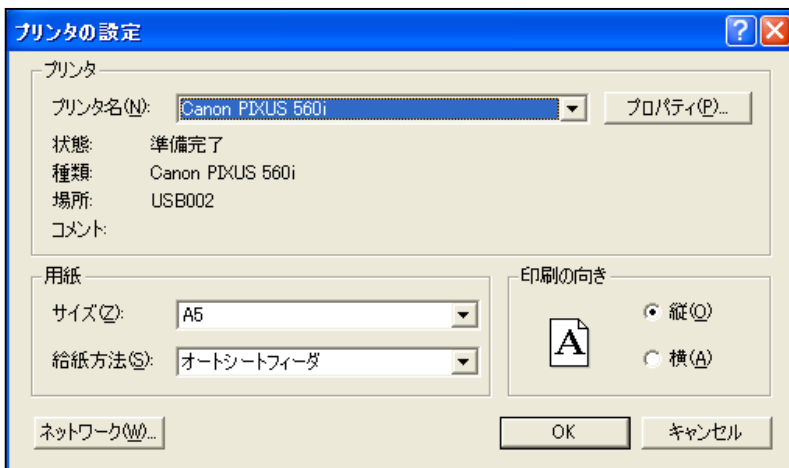 プリンタの設定
プリンタ
プリンタ名(N): Canon PIXUS 560i プロパティ(P)...
状態: 準備完了
種類: Canon PIXUS 560i
場所: USB002
コメント:
用紙
サイズ(Z): A5
給紙方法(S): オートシートフィーダ
印刷の向き
A
縦(O)
横(A)
ネットワーク(W)... OK キャンセル